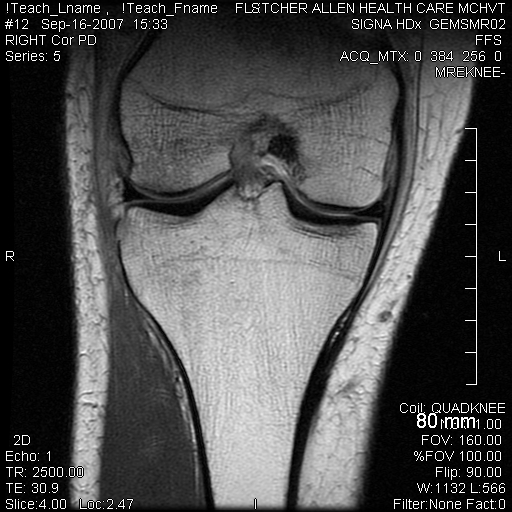 !Teach_Lname , !Teach_Fname FLSTCHER ALLEN HEALTH CARE MCHVT
#12 Sep-16-2007 15:33 SIGNA HDx GEMSMR02
RIGHT Cor PD FFS
Series: 5 ACQ_MTX: 0 384 256 0
MREKNEE-
R L
Coil: QUADKNEE
80 mm 1.00
2D FOV: 160.00
Echo: 1 %FOV: 100.00
TR: 2500.00 Flip: 90.00
TE: 30.9 W:1132 L:566
Slice:4.00 Loc:2.47 I Filter:None Fact:0